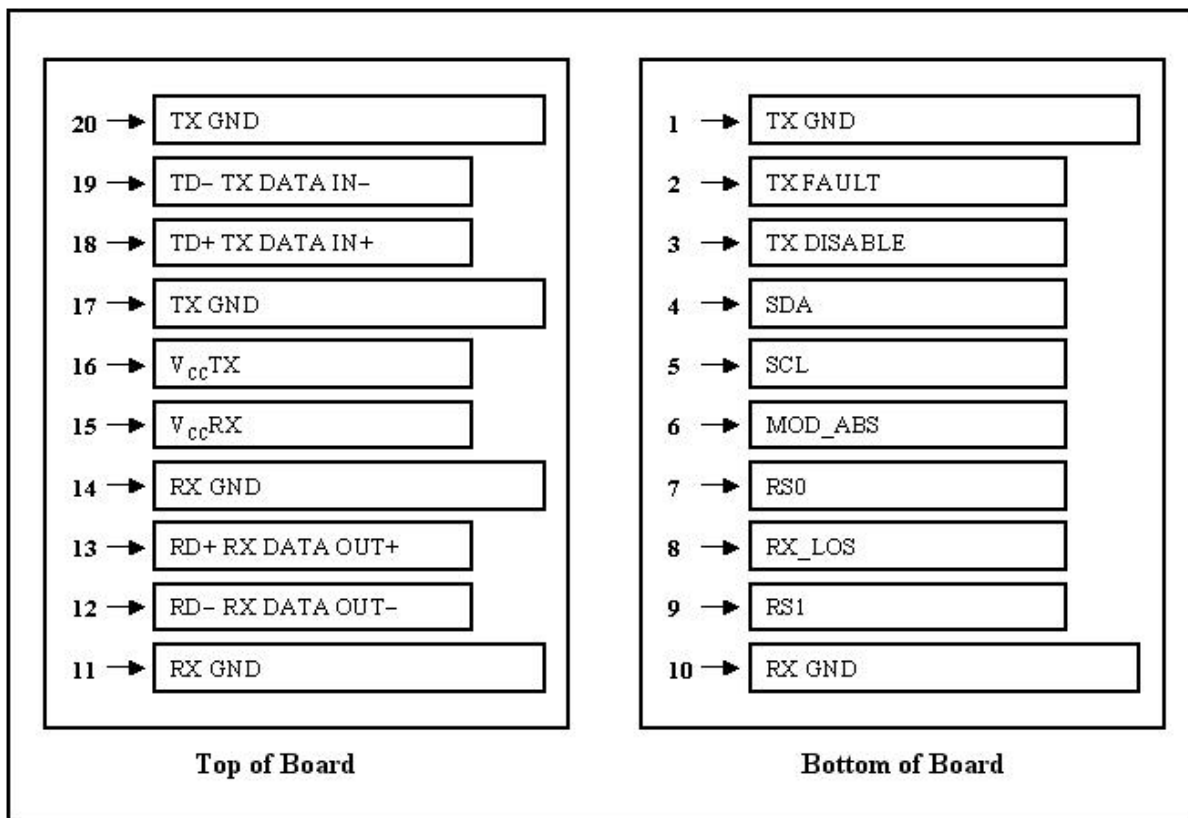 20 TX GND
19 TD– TX DATA IN–
18 TD+ TX DATA IN+
17 TX GND
16 VCCTX
15 VCCRX
14 RX GND
13 RD+ RX DATA OUT+
12 RD– RX DATA OUT–
11 RX GND
Top of Board
1 TX GND
2 TX FAULT
3 TX DISABLE
4 SDA
5 SCL
6 MOD_ABS
7 RS0
8 RX_LOS
9 RS1
10 RX GND
Bottom of Board